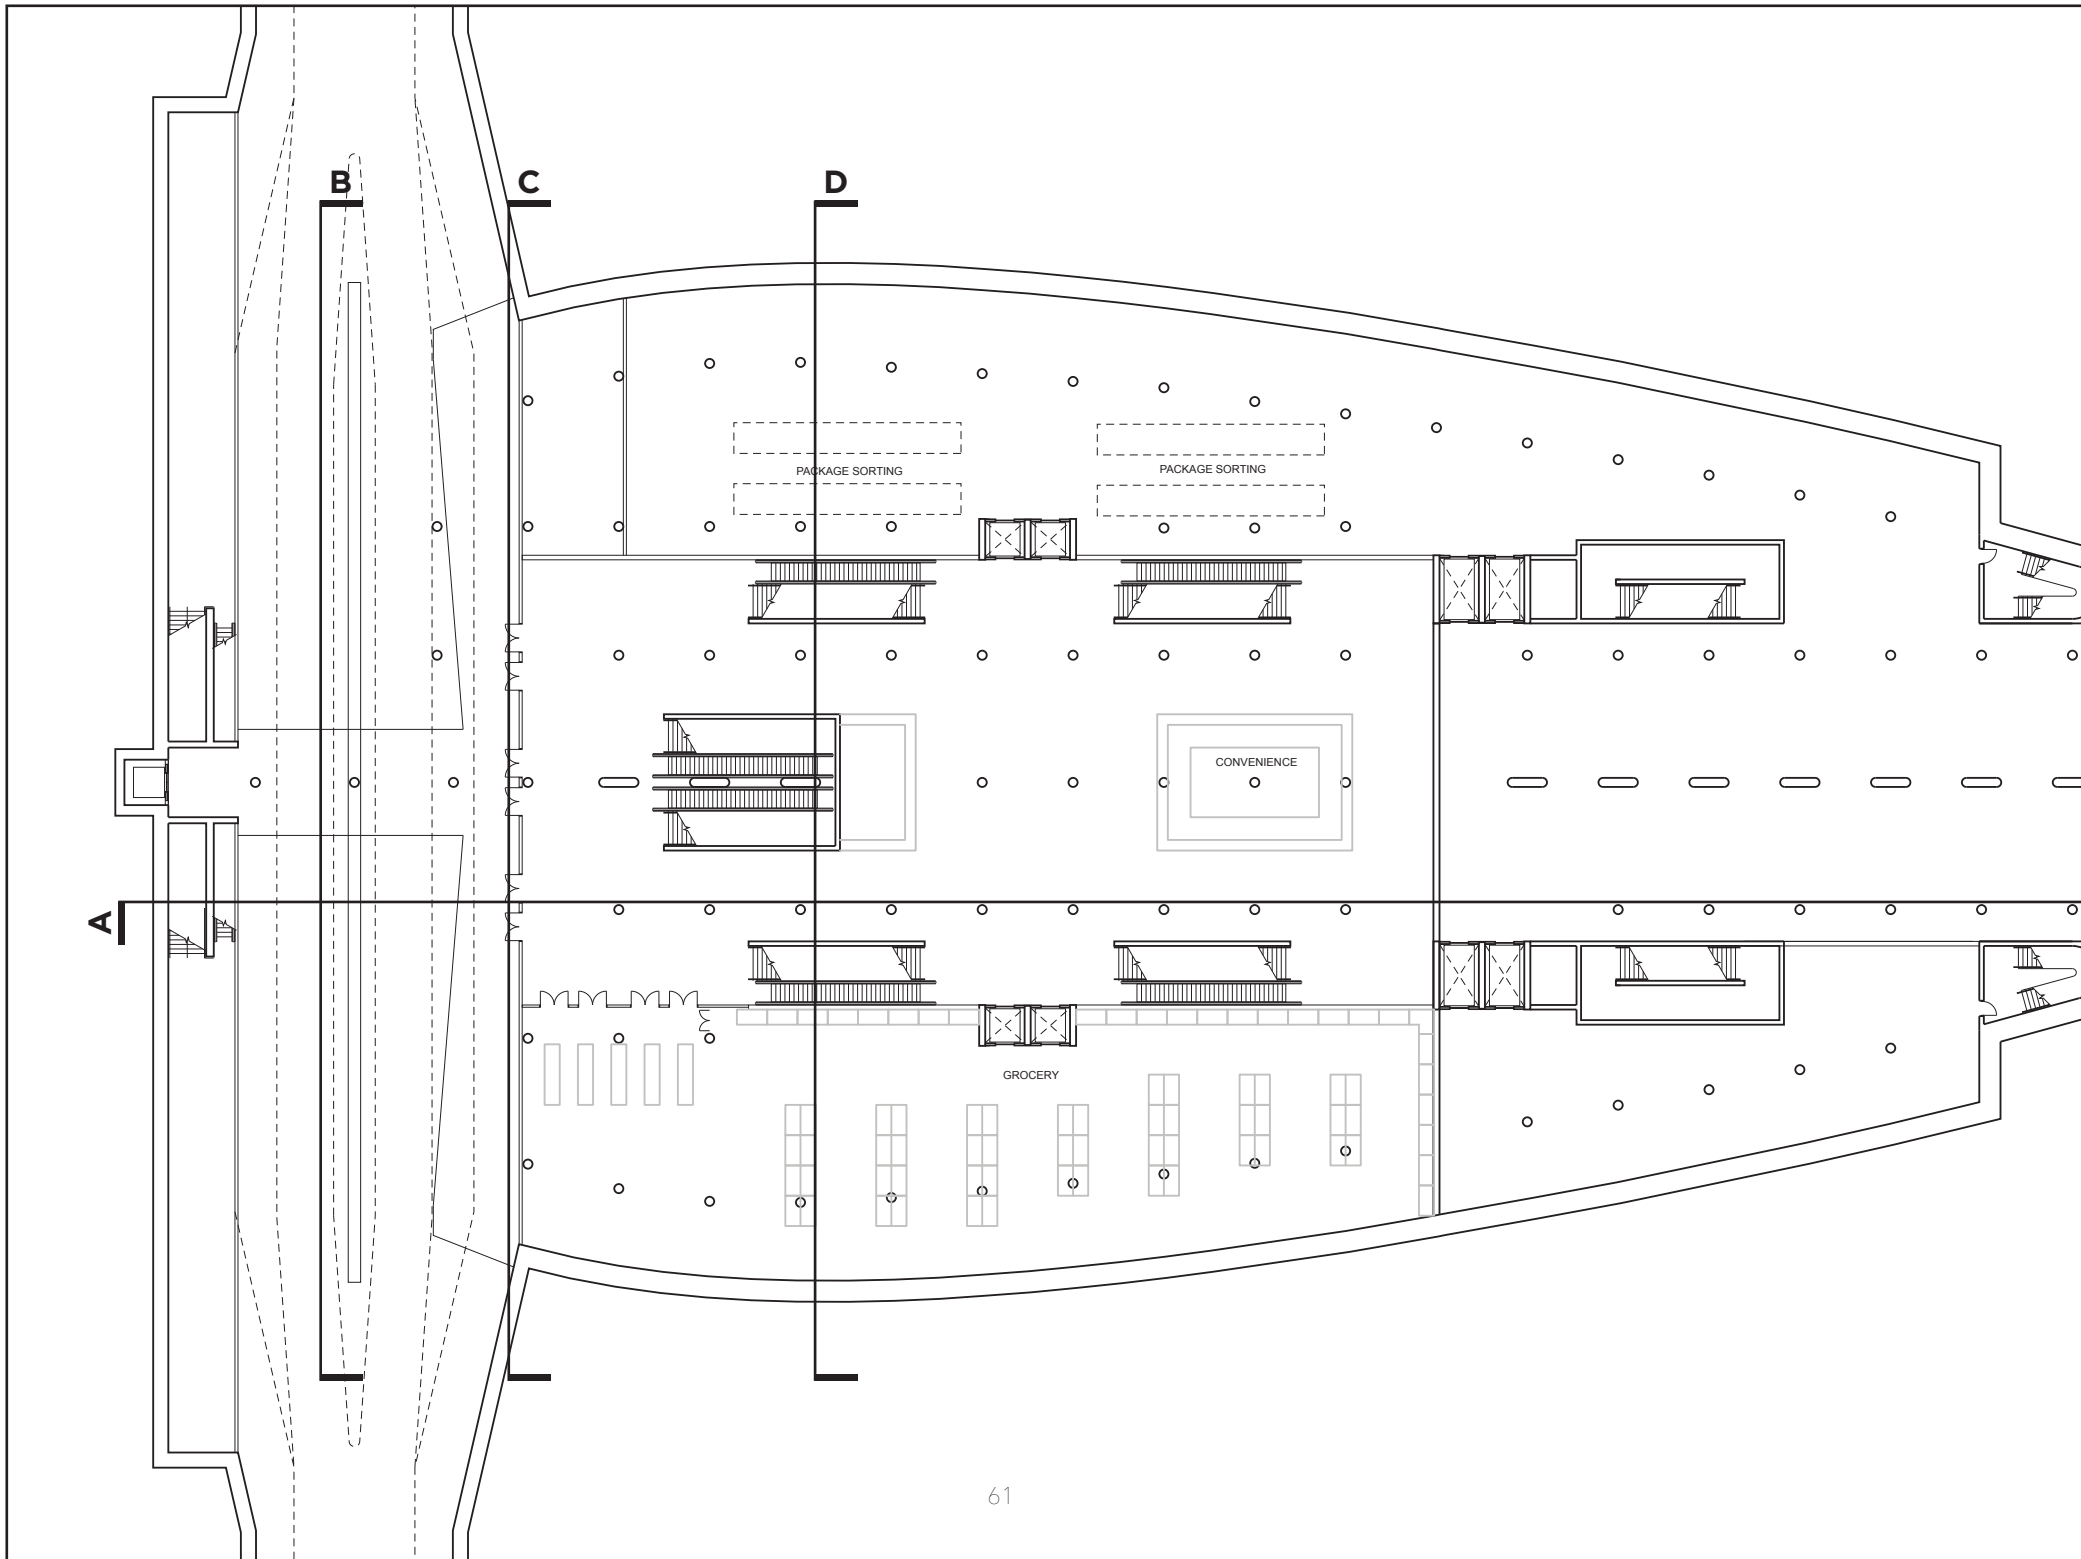 B
C
D
PACKAGE SORTING
PACKAGE SORTING
CONVENIENCE
A
GROCERY
61